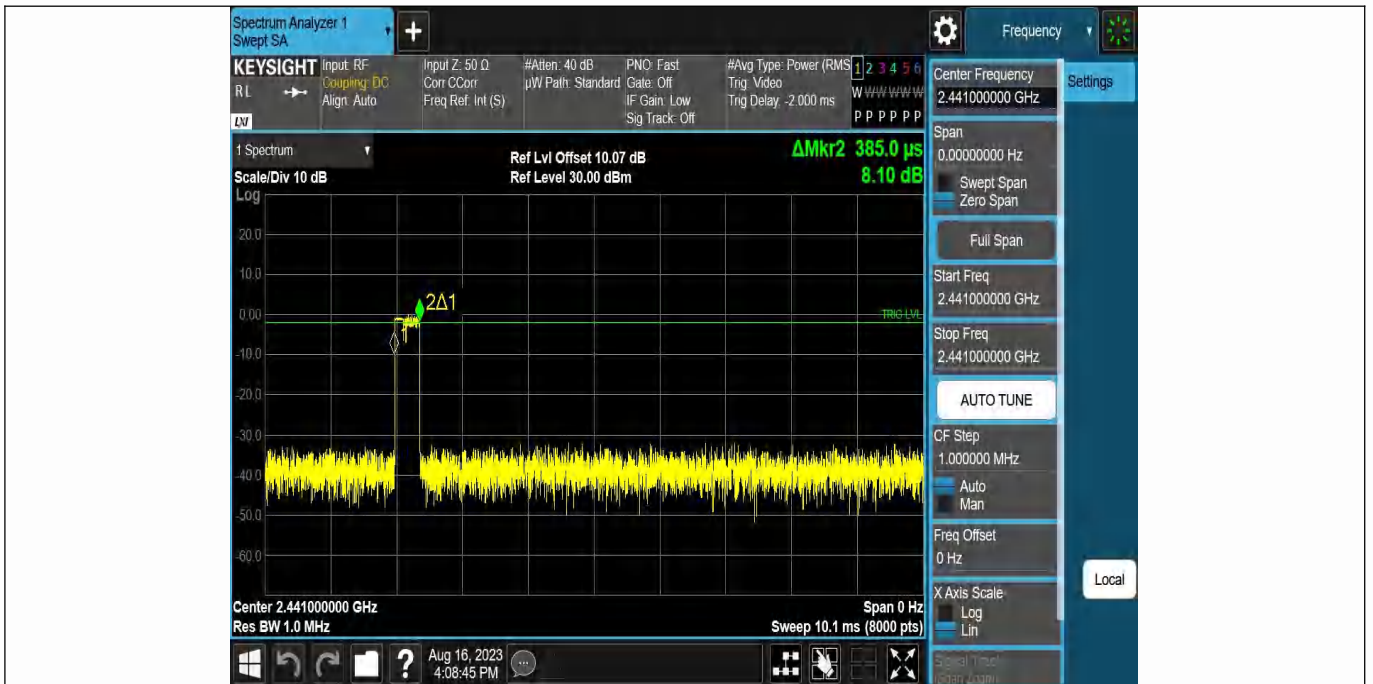 Spectrum Analyzer 1
Swept SA
+
Frequency
KEYSIGHT
RL
LXI
Input: RF
Coupling: DC
Align: Auto
Input Z: 50 Ω
Corr CCorr
Freq Ref: Int (S)
#Atten: 40 dB
µW Path: Standard
PNO: Fast
Gate: Off
IF Gain: Low
Sig Track: Off
#Avg Type: Power (RMS
Trig: Video
Trig Delay: -2.000 ms
1 2 3 4 5 6
W W W W W W
P P P P P P
1 Spectrum
Scale/Div 10 dB
Log
Ref Lvl Offset 10.07 dB
Ref Level 30.00 dBm
ΔMkr2 385.0 µs
8.10 dB
20.0
10.0
0.00
-10.0
-20.0
-30.0
-40.0
-50.0
-60.0
2Δ1
TRIG LVL
Center 2.441000000 GHz
Res BW 1.0 MHz
Span 0 Hz
Sweep 10.1 ms (8000 pts)
Center Frequency
2.441000000 GHz
Settings
Span
0.00000000 Hz
Swept Span
Zero Span
Full Span
Start Freq
2.441000000 GHz
Stop Freq
2.441000000 GHz
AUTO TUNE
CF Step
1.000000 MHz
Auto
Man
Freq Offset
0 Hz
X Axis Scale
Log
Lin
Signal Track
(Span Zoom)
Local
?
Aug 16, 2023
4:08:45 PM